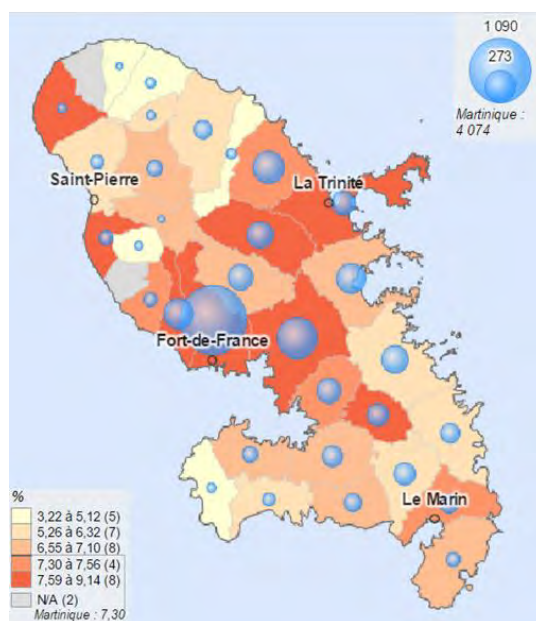 1 090
273
Martinique :
4 074
La Trinité
Saint-Pierre
Fort-de-France
Le Marin
%
3,22 à 5,12 (5)
5,26 à 6,32 (7)
6,55 à 7,10 (8)
7,30 à 7,56 (4)
7,59 à 9,14 (8)
N/A (2)
Martinique : 7,30